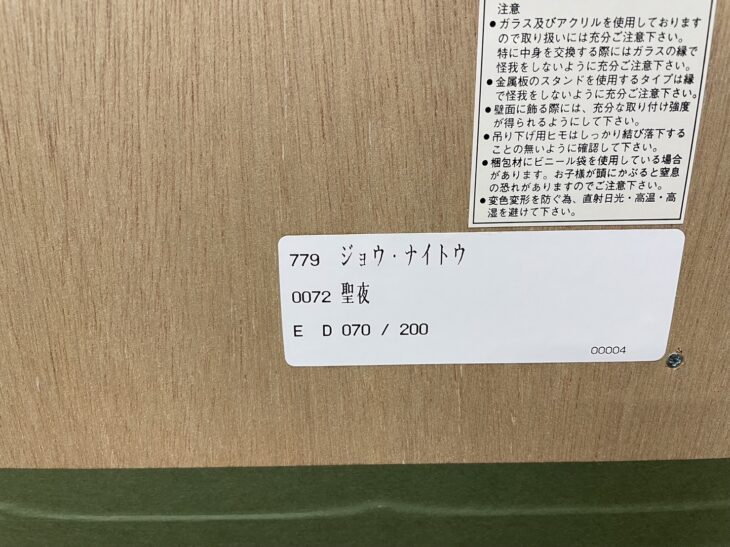 注意
●ガラス及びアクリルを使用しております
ので取り扱いには充分ご注意下さい。
特に中身を交換する際にはガラスの縁で
怪我をしないように充分ご注意下さい。
●金属板のスタンドを使用するタイプは縁
で怪我をしないように充分ご注意下さい。
●壁面に飾る際には、充分な取り付け強度
が得られるようにして下さい。
●吊り下げ用ヒモはしっかり結び落下する
ことの無いように確認して下さい。
●梱包材にビニール袋を使用している場合
があります。お子様が頭にかぶると窒息
の恐れがありますのでご注意下さい。
●変色変形を防ぐ為、直射日光・高温・高
湿を避けて下さい。
779 ジョウ・ナイトウ
0072 聖夜
E D 070 / 200
00004